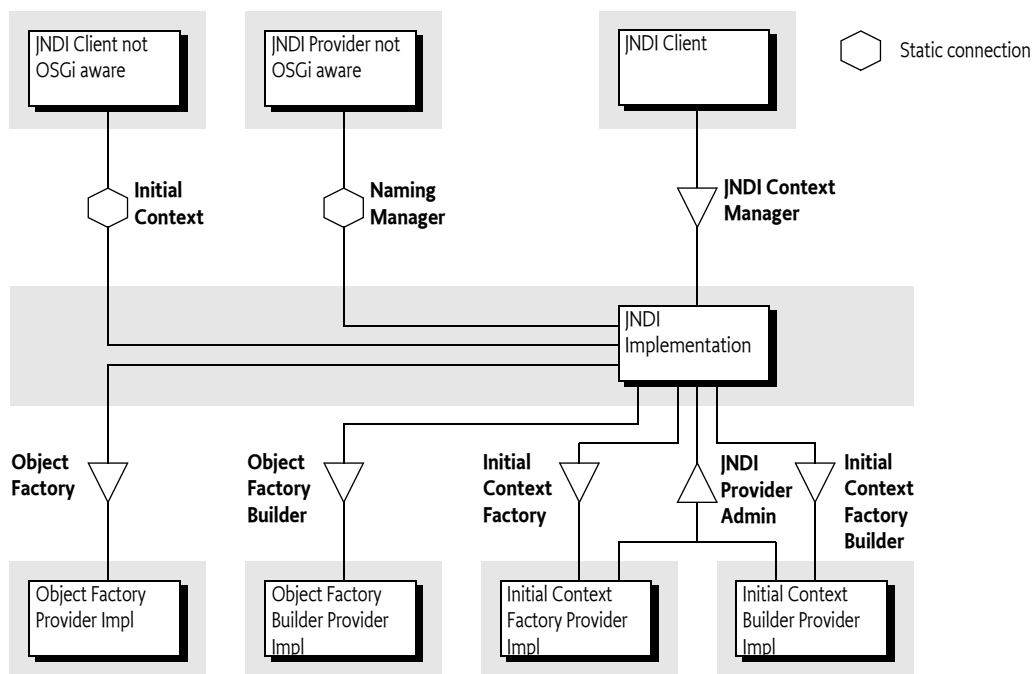 JNDI Client not
OSGi aware
JNDI Provider not
OSGi aware
JNDI Client
Static connection
Initial
Context
Naming
Manager
JNDI Context
Manager
JNDI
Implementation
Object
Factory
Object
Factory
Builder
Initial
Context
Factory
JNDI
Provider
Admin
Initial
Context
Factory
Builder
Object Factory
Provider Impl
Object Factory
Builder Provider
Impl
Initial Context
Factory Provider
Impl
Initial Context
Builder Provider
Impl